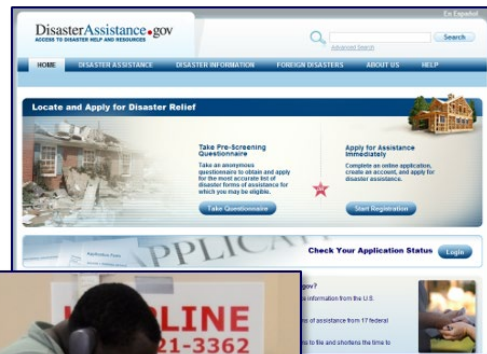 En Español
DisasterAssistance.gov
ACCESS TO DISASTER HELP AND RESOURCES
Search
Advanced Search
HOME
DISASTER ASSISTANCE
DISASTER INFORMATION
FOREIGN DISASTERS
ABOUT US
HELP
Locate and Apply for Disaster Relief
Take Pre-Screening
Questionnaire
Take an anonymous
questionnaire to obtain and apply
for the most accurate list of
disaster forms of assistance for
which you may be eligible.
Take Questionnaire
Apply for Assistance
Immediately
Complete an online application,
create an account, and apply for
disaster assistance.
Start Registration
APPLICAT
Check Your Application Status
Login
gov?
information from the U.S.
of assistance from 17 federal
to file and shortens the time to
LINE
21-3362